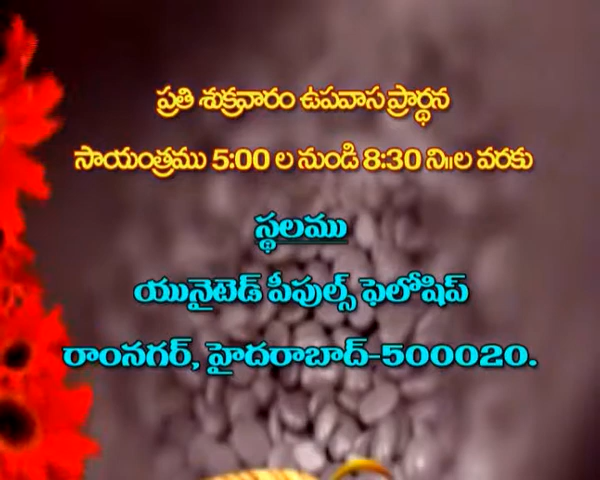 ప్రతి శుక్రవారం ఉపవాస ప్రార్థన
సాయంత్రము 5:00 ల నుండి 8:30 ని॥ల వరకు
స్థలము
యునైటెడ్ పీపుల్స్ ఫెలోషిప్
రాంనగర్, హైదరాబాద్-500020.